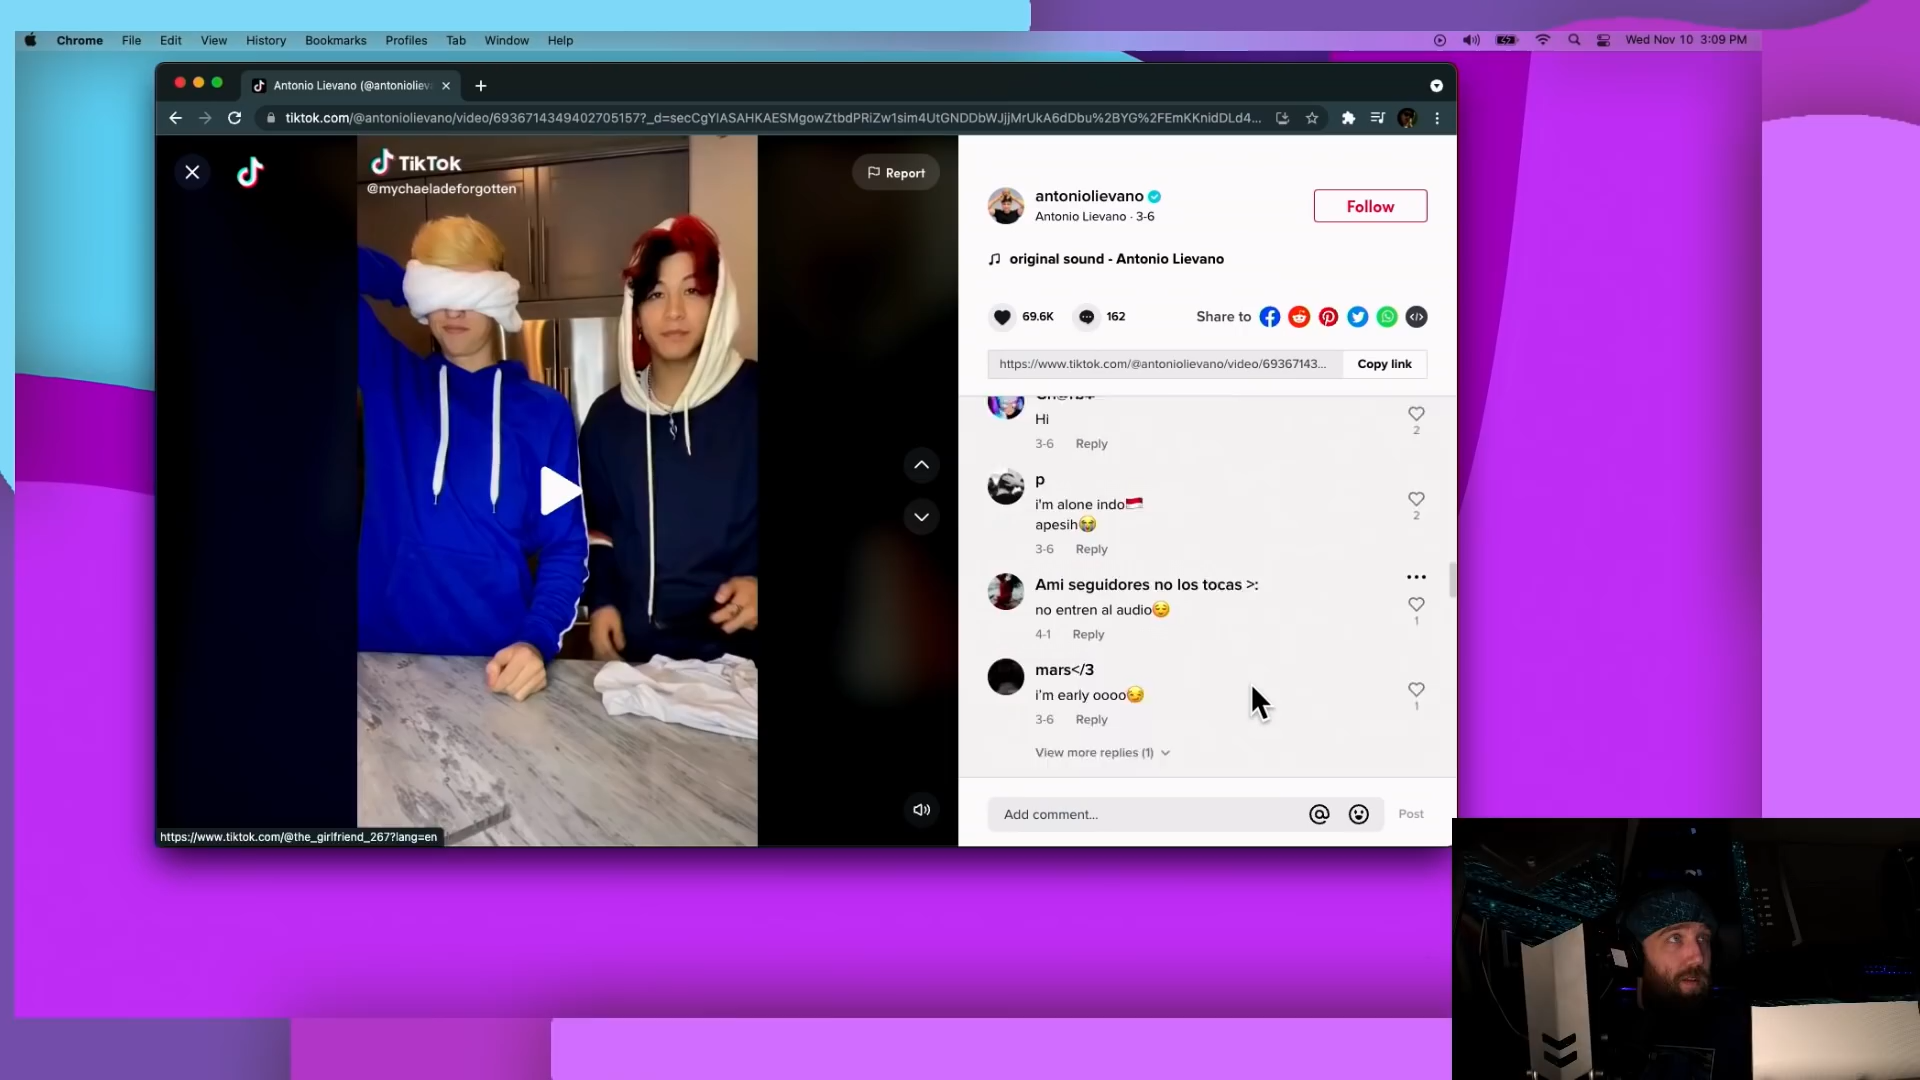 Chrome File Edit View History Bookmarks Profiles Tab Window Help
Wed Nov 10 3:09 PM
Antonio Lievano (@antonioliev
tiktok.com/@antoniolievano/video/6936714349402705157?_d=secCgYIASAHKAESMgowZtbdPRiZw1sim4UtGNDDbWJjjMrUkA6dDbu%2BYG%2FEmKKnidDLd4...
TikTok
@mychaeladeforgotten
Report
antoniolievano
Antonio Lievano · 3-6
Follow
original sound - Antonio Lievano
69.6K 162 Share to
https://www.tiktok.com/@antoniolievano/video/69367143... Copy link
Hi
2
3-6 Reply
p
i'm alone indo🇮🇩
apesih😭
2
3-6 Reply
Ami seguidores no los tocas >:
no entren al audio😌
1
4-1 Reply
mars</3
i'm early oooo😏
1
3-6 Reply
View more replies (1)
Add comment... Post
https://www.tiktok.com/@the_girlfriend_267?lang=en